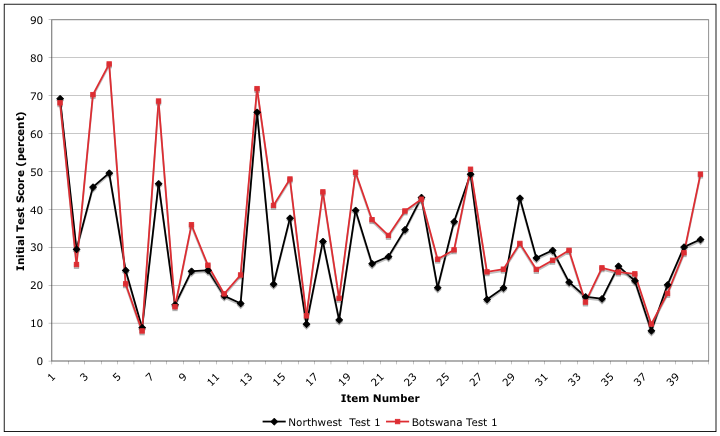 90
80
70
60
50
40
30
20
10
0
Initial Test Score (percent)
1 3 5 7 9 11 13 15 17 19 21 23 25 27 29 31 33 35 37 39
Item Number
Northwest Test 1 Botswana Test 1